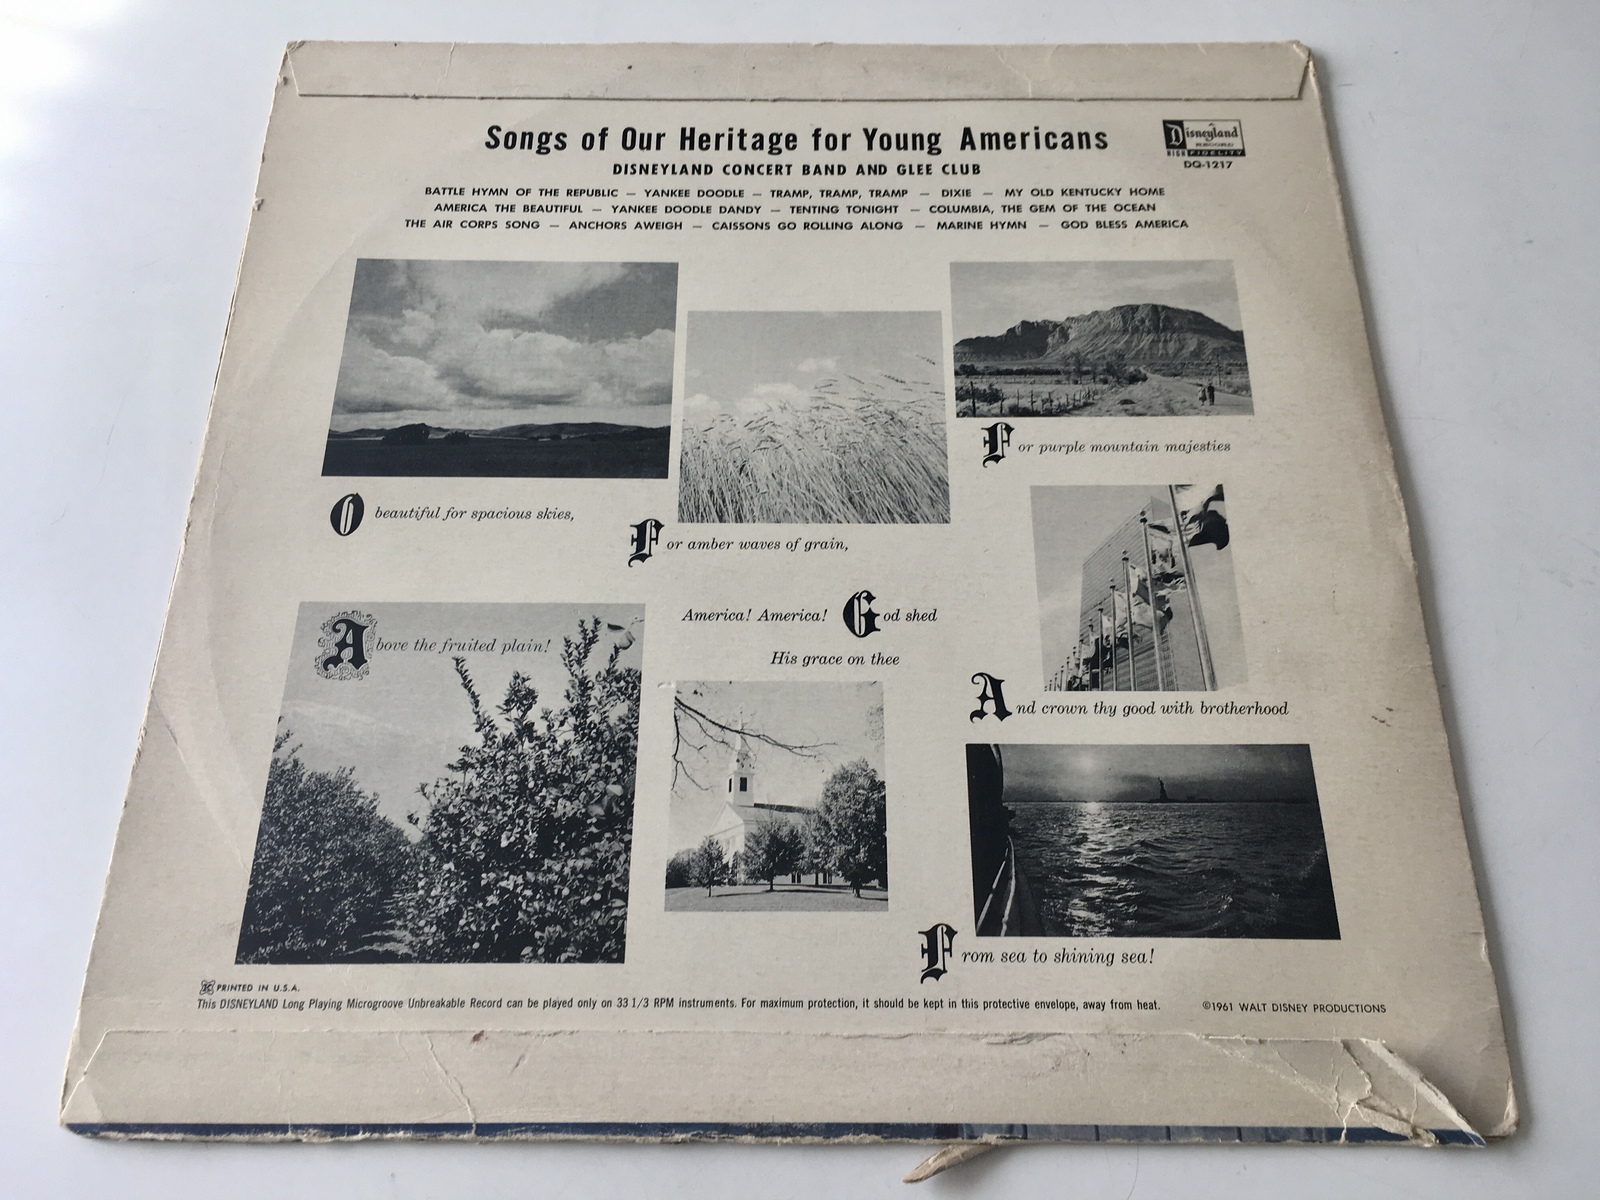 Songs of Our Heritage for Young Americans
DISNEYLAND CONCERT BAND AND GLEE CLUB
Disneyland
RECORD
HIGH FIDELITY
DQ-1217
BATTLE HYMN OF THE REPUBLIC — YANKEE DOODLE — TRAMP, TRAMP, TRAMP — DIXIE — MY OLD KENTUCKY HOME
AMERICA THE BEAUTIFUL — YANKEE DOODLE DANDY — TENTING TONIGHT — COLUMBIA, THE GEM OF THE OCEAN
THE AIR CORPS SONG — ANCHORS AWEIGH — CAISSONS GO ROLLING ALONG — MARINE HYMN — GOD BLESS AMERICA
O beautiful for spacious skies,
For amber waves of grain,
For purple mountain majesties
Above the fruited plain!
America! America! God shed
His grace on thee
And crown thy good with brotherhood
From sea to shining sea!
PRINTED IN U.S.A.
This DISNEYLAND Long Playing Microgroove Unbreakable Record can be played only on 33 1/3 RPM instruments. For maximum protection, it should be kept in this protective envelope, away from heat.
©1961 WALT DISNEY PRODUCTIONS